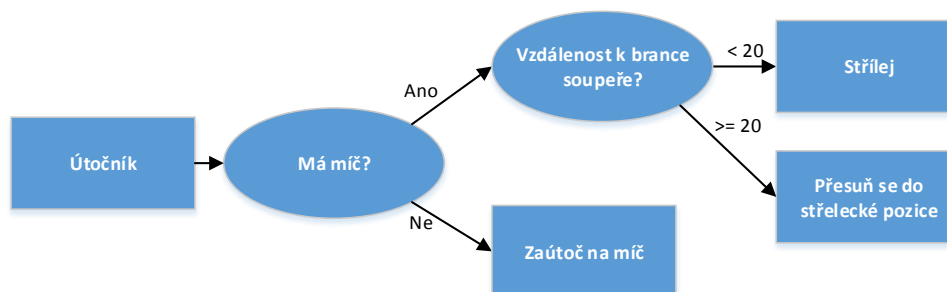 Útočník
Má míč?
Ano
Ne
Vzdálenost k brance
soupeře?
< 20
>= 20
Střílej
Přesuň se do
střelecké pozice
Zaútoč na míč